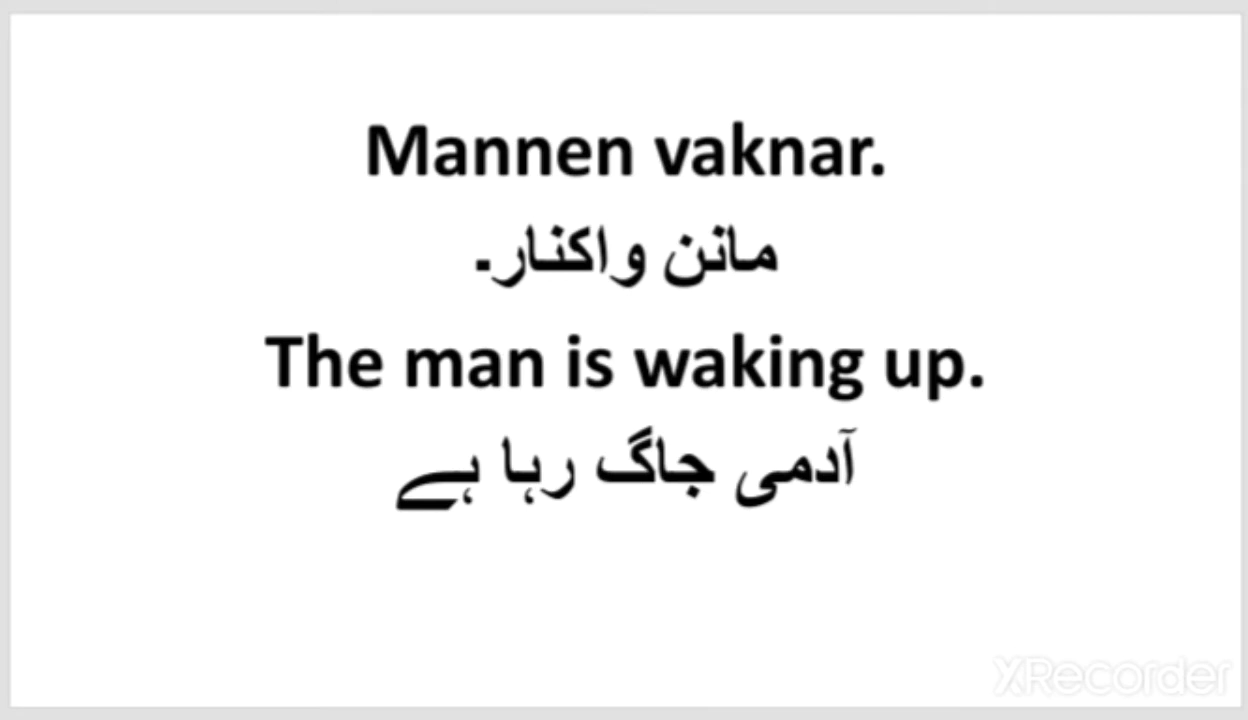 Mannen vaknar.
مانن واکنار۔
The man is waking up.
آدمی جاگ رہا ہے
XRecorder